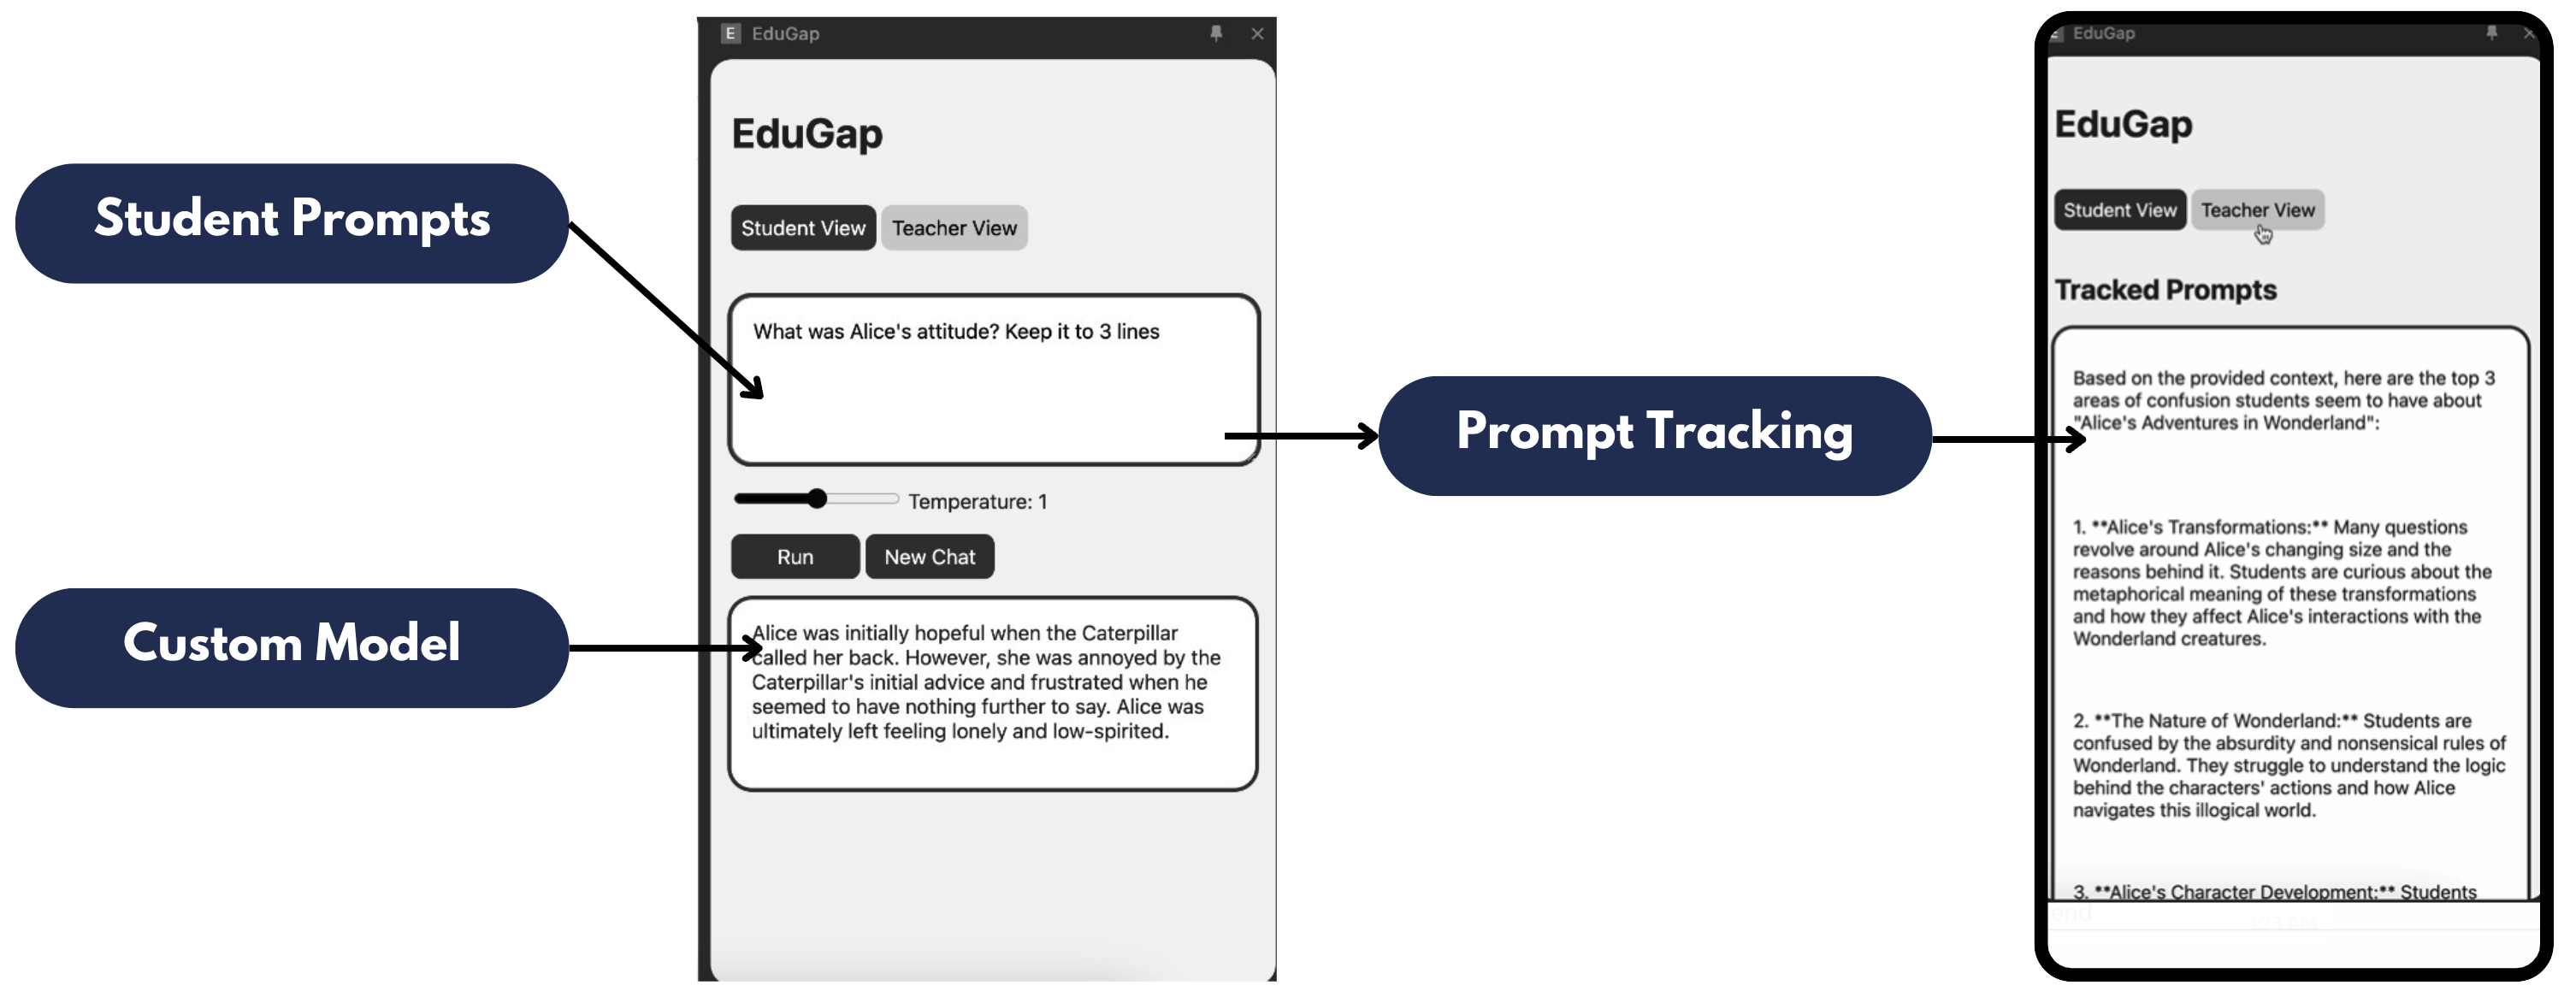 Student Prompts
Custom Model
E EduGap
EduGap
Student View Teacher View
What was Alice's attitude? Keep it to 3 lines
Temperature: 1
Run New Chat
Alice was initially hopeful when the Caterpillar
called her back. However, she was annoyed by the
Caterpillar's initial advice and frustrated when he
seemed to have nothing further to say. Alice was
ultimately left feeling lonely and low-spirited.
Prompt Tracking
E EduGap
EduGap
Student View Teacher View
Tracked Prompts
Based on the provided context, here are the top 3
areas of confusion students seem to have about
"Alice's Adventures in Wonderland":
1. **Alice's Transformations:** Many questions
revolve around Alice's changing size and the
reasons behind it. Students are curious about the
metaphorical meaning of these transformations
and how they affect Alice's interactions with the
Wonderland creatures.
2. **The Nature of Wonderland:** Students are
confused by the absurdity and nonsensical rules of
Wonderland. They struggle to understand the logic
behind the characters' actions and how Alice
navigates this illogical world.
3. **Alice's Character Development:** Students